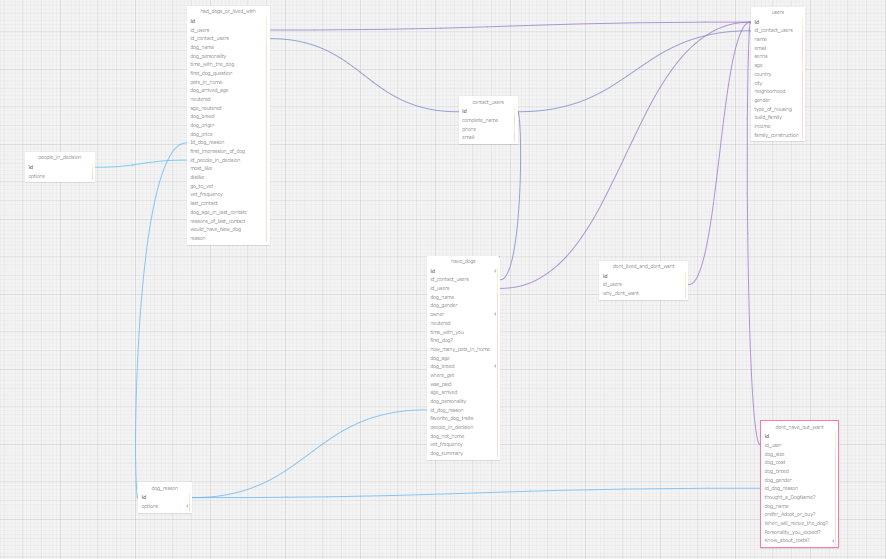 had_dogs_or_lived_with
id
id_users
id_contact_users
dog_name
dog_personality
time_with_the_dog
first_dog_question
pets_in_home
dog_arrived_age
neutered
age_neutered
dog_breed
dog_origin
dog_price
id_dog_reason
first_impression_of_dog
id_people_in_decision
most_like
dislike
go_to_vet
vet_frequency
last_contact
dog_age_in_last_contato
reasons_of_last_contact
would_have_New_dog
reason
people_in_decision
id
options
contact_users
id
complete_name
phone
email
users
id
id_contact_users
name
email
age
country
city
neighborhood
gender
type_of_housing
build_family
income
family_construction
have_dogs
id
id_contact_users
id_users
dog_name
dog_gender
owner
neutered
time_with_you
first_dog?
how_many_pets_in_home
dog_age
dog_breed
where_get
was_paid
age_arrived
dog_personality
id_dog_reason
favorite_dog_traits
people_in_decision
dog_not_home
vet_frequency
dog_summary
dont_lived_and_dont_want
id
id_users
why_dont_want
dog_reason
id
options
dont_have_but_want
id
id_user
dog_size
dog_coat
dog_breed
dog_gender
id_dog_reason
thought_a_DogName?
dog_name
prefer_Adopt_or_buy?
When_will_recive_the_dog?
Personality_you_expect?
Know_about_costs?